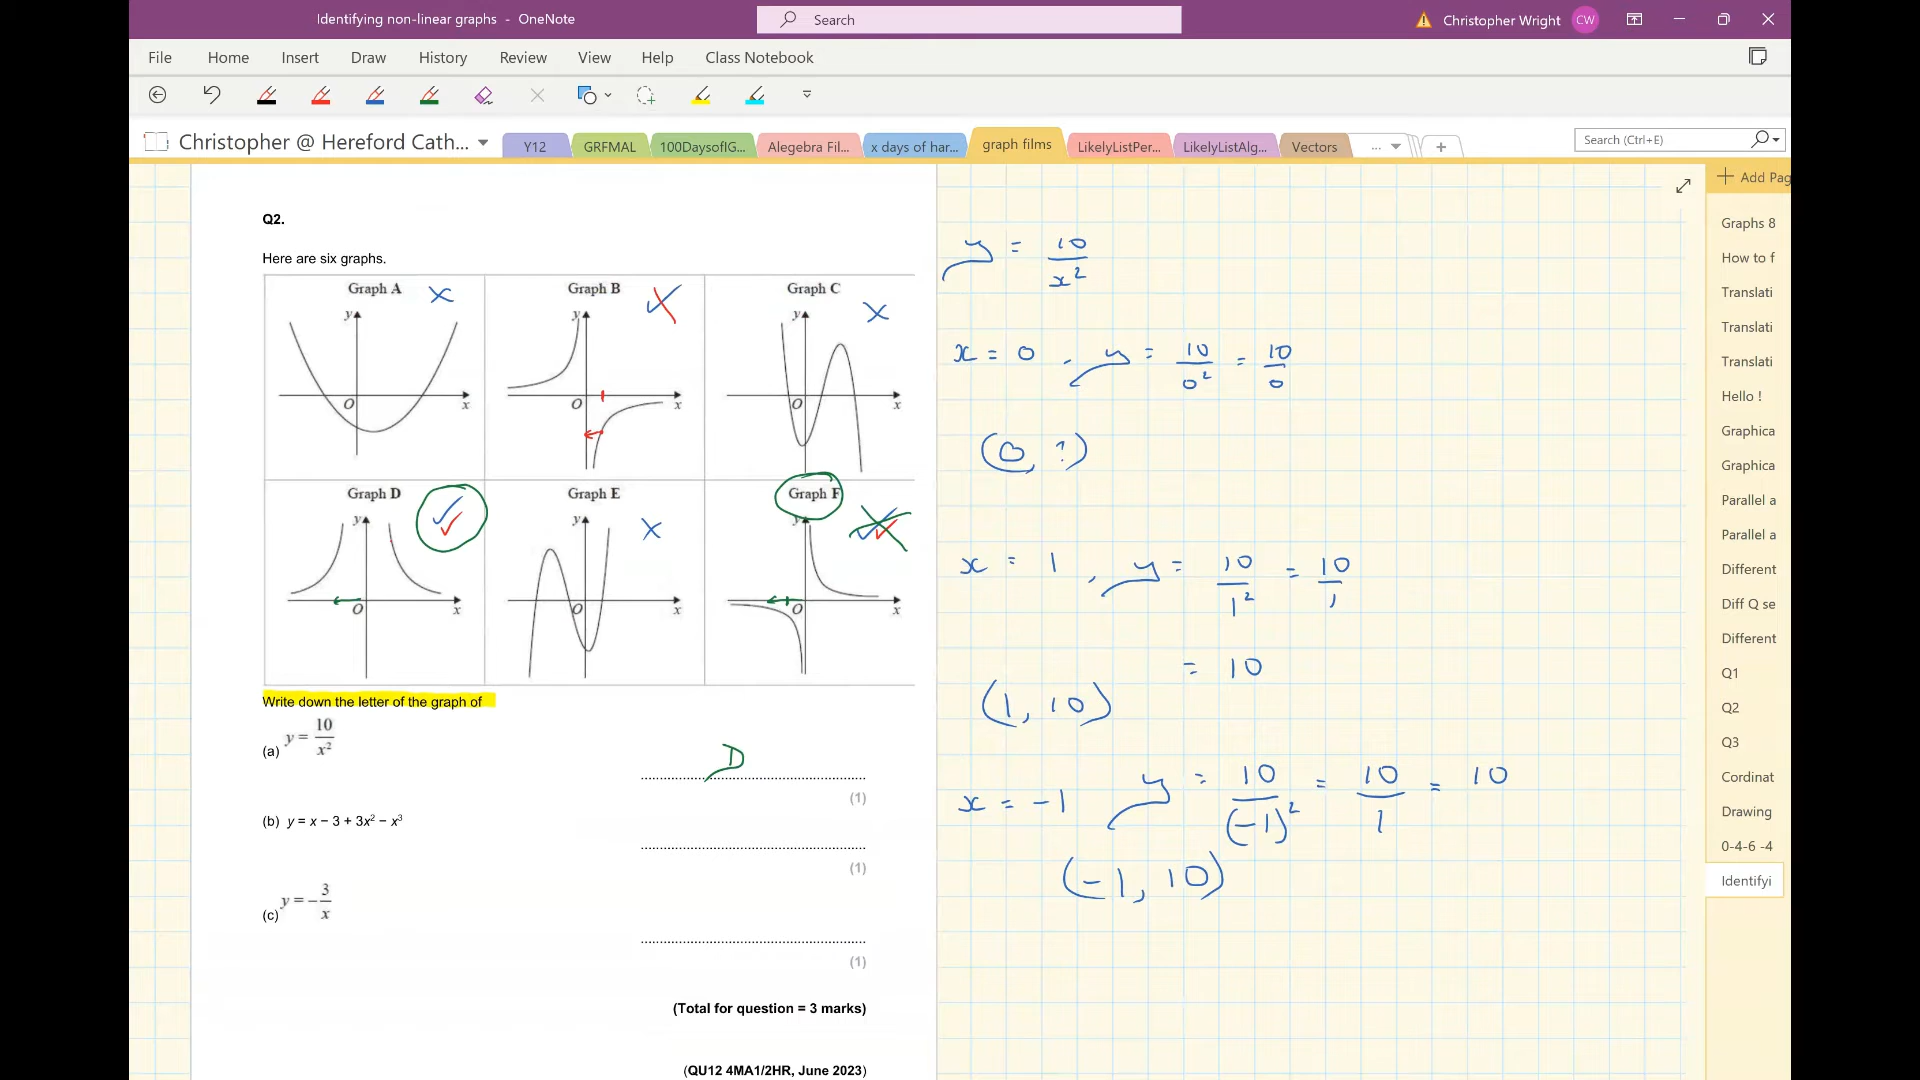 Identifying non-linear graphs - OneNote
Search
Christopher Wright
CW
File Home Insert Draw History Review View Help Class Notebook
Christopher @ Hereford Cath...
Y12
GRFMAL
100DaysofIG...
Alegebra Fil...
x days of har...
graph films
LikelyListPer...
LikelyListAlg...
Vectors
...
Search (Ctrl+E)
Add Pag
Graphs 8
How to f
Translati
Translati
Translati
Hello !
Graphica
Graphica
Parallel a
Parallel a
Different
Diff Q se
Different
Q1
Q2
Q3
Cordinat
Drawing
0-4-6 -4
Identifyi
Q2.
Here are six graphs.
Graph A x
y
O
x
Graph B
y
O
x
Graph C x
y
O
x
Graph D
y
O
x
Graph E x
y
O
x
Graph F
y
O
x
Write down the letter of the graph of
(a) y = 10/x²
D
(1)
(b) y = x − 3 + 3x² − x³
(1)
(c) y = −3/x
(1)
(Total for question = 3 marks)
(QU12 4MA1/2HR, June 2023)
y = 10/x²
x = 0, y = 10/0² = 10/0
(0, ?)
x = 1, y = 10/1² = 10/1
= 10
(1, 10)
x = -1 y = 10/(-1)² = 10/1 = 10
(-1, 10)